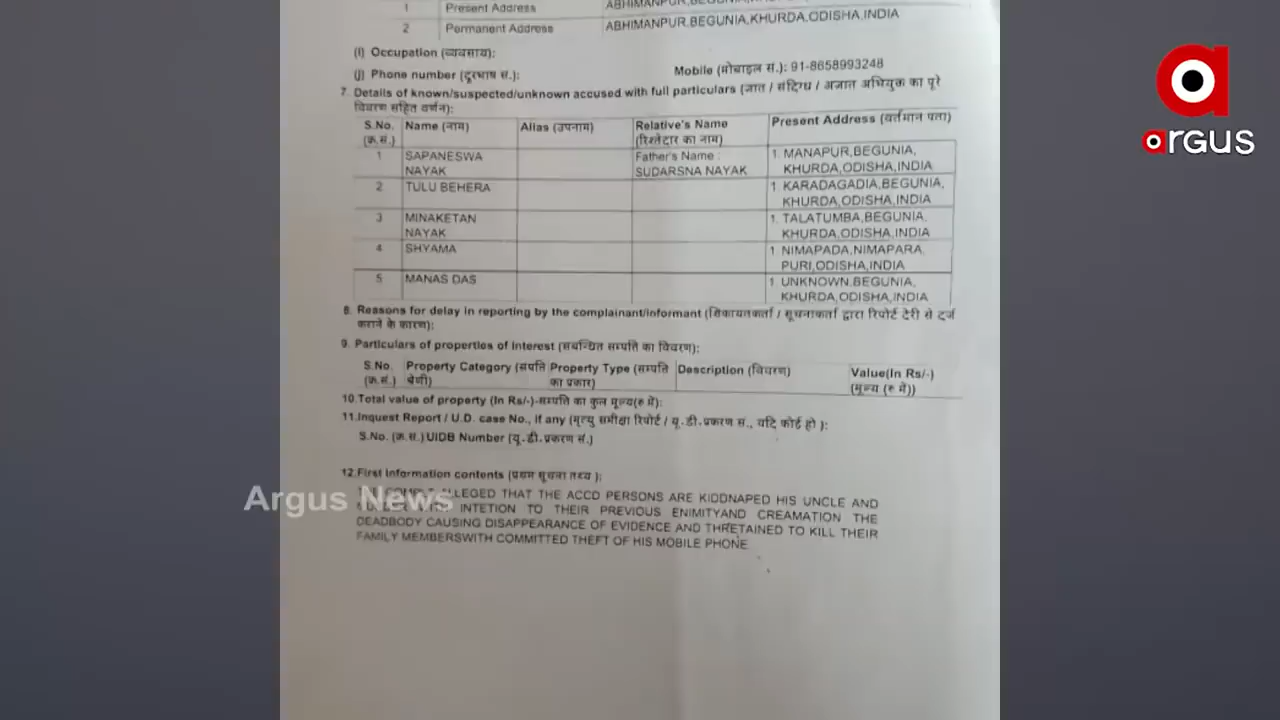 1 Present Address ABHIMANPUR,BEGUNIA,
2 Permanent Address ABHIMANPUR,BEGUNIA,KHURDA,ODISHA,INDIA
(i) Occupation (व्यवसाय):
(j) Phone number (दूरभाष सं.): Mobile (मोबाइल सं.): 91-8658993248
7. Details of known/suspected/unknown accused with full particulars (ज्ञात / संदिग्ध / अज्ञात अभियुक्त का पूरे
विवरण सहित वर्णन):
S.No. Name (नाम) Alias (उपनाम) Relative's Name Present Address (वर्तमान पता)
(क्र.सं.) (रिश्तेदार का नाम)
1 SAPANESWA Father's Name : 1. MANAPUR,BEGUNIA,
NAYAK SUDARSNA NAYAK KHURDA,ODISHA,INDIA
2 TULU BEHERA 1. KARADAGADIA,BEGUNIA,
KHURDA,ODISHA,INDIA
3 MINAKETAN 1. TALATUMBA,BEGUNIA,
NAYAK KHURDA,ODISHA,INDIA
4 SHYAMA 1. NIMAPADA,NIMAPARA,
PURI,ODISHA,INDIA
5 MANAS DAS 1. UNKNOWN,BEGUNIA,
KHURDA,ODISHA,INDIA
8. Reasons for delay in reporting by the complainant/informant (शिकायतकर्ता / सूचनाकर्ता द्वारा रिपोर्ट देरी से दर्ज
कराने के कारण):
9. Particulars of properties of interest (संबन्धित सम्पति का विवरण):
S.No. Property Category (संपति Property Type (सम्पति Description (विवरण) Value(In Rs/-)
(क्र.सं.) श्रेणी) का प्रकार) (मूल्य (रु में))
10.Total value of property (In Rs/-)-सम्पति का कुल मूल्य(रु में):
11.Inquest Report / U.D. case No., if any (मृत्यु समीक्षा रिपोर्ट / यू.डी.प्रकरण सं., यदि कोई हो ):
S.No. (क्र.सं.) UIDB Number (यू.डी.प्रकरण सं.)
12.First Information contents (प्रथम सूचना तथ्य ):
ALLEGED THAT THE ACCD PERSONS ARE KIDDNAPED HIS UNCLE AND
INTETION TO THEIR PREVIOUS ENIMITYAND CREAMATION THE
DEADBODY CAUSING DISAPPEARANCE OF EVIDENCE AND THRETAINED TO KILL THEIR
FAMILY MEMBERSWITH COMMITTED THEFT OF HIS MOBILE PHONE
Argus News
argus